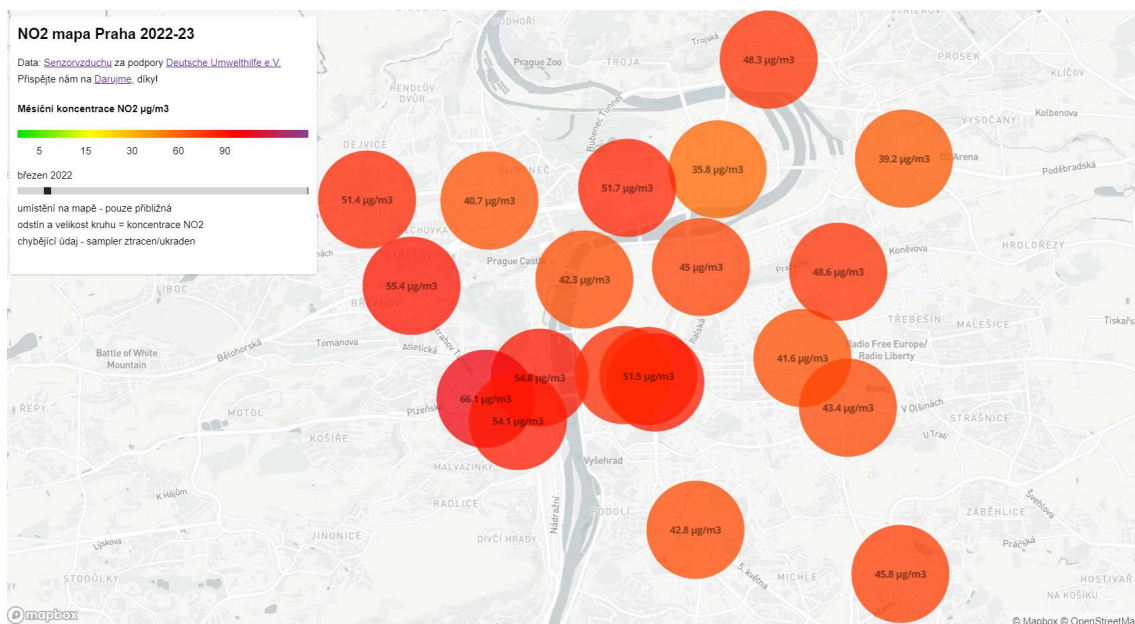 NO2 mapa Praha 2022-23
Data: Senzorvzduchu za podpory Deutsche Umwelthilfe e.V.
Přispějte nám na Darujme, díky!
Měsíční koncentrace NO2 µg/m3
5 15 30 60 90
březen 2022
umístění na mapě - pouze přibližná
odstín a velikost kruhu = koncentrace NO2
chybějící údaj - sampler ztracen/ukraden
PODHOŘÍ
Trojská
Prague Zoo
TROJA
48.3 µg/m3
PROSEK
KLÍČOV
HENDLŮV
DVŮR
Bubenec Tunnel
Kolbenova
VYSOČANY
DEJVICE
39.2 µg/m3
Arena
Poděbradská
35.8 µg/m3
51.7 µg/m3
51.4 µg/m3
40.7 µg/m3
Koněvova
HRDLOŘEZY
STŘEŠOVICE
Prague Castle
45 µg/m3
48.6 µg/m3
42.3 µg/m3
55.4 µg/m3
LIBOC
BŘEVNOV
Italská
TŘEBEŠÍN
MALEŠICE
Tomanova
Atletická
Bělohorská
Battle of White
Mountain
Radio Free Europe/
Radio Liberty
41.6 µg/m3
54.8 µg/m3
51.5 µg/m3
66.1 µg/m3
54.1 µg/m3
43.4 µg/m3
V Olšinách
STRAŠNICE
ŘEPY
MOTOL
Plzeňská
KOŠÍŘE
U Trati
Vyšehrad
MALVAZINKY
K Hájům
RADLICE
Nádražní
PODOLÍ
Švehlova
ZÁBĚHLICE
42.8 µg/m3
Práčská
JINONICE
DÍVČÍ HRADY
Lýskova
5. května
MICHLE
45.8 µg/m3
STODŮLKY
HOSTIVAŘ
NA KOŠÍKU
mapbox
© Mapbox © OpenStreetMa